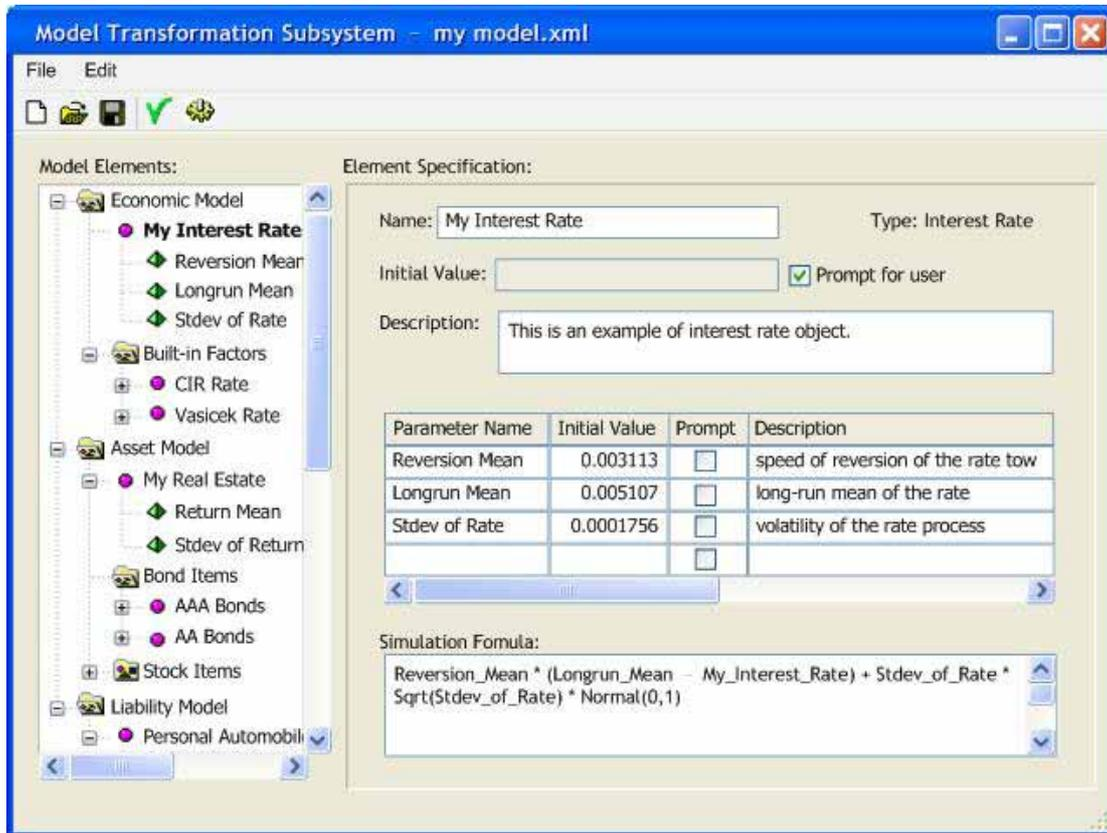 Model Transformation Subsystem – my model.xml
File Edit
Model Elements:
Economic Model
My Interest Rate
Reversion Mean
Longrun Mean
Stdev of Rate
Built-in Factors
CIR Rate
Vasicek Rate
Asset Model
My Real Estate
Return Mean
Stdev of Return
Bond Items
AAA Bonds
AA Bonds
Stock Items
Liability Model
Personal Automobil
Element Specification:
Name: My Interest Rate Type: Interest Rate
Initial Value: Prompt for user
Description: This is an example of interest rate object.
Parameter Name Initial Value Prompt Description
Reversion Mean 0.003113 speed of reversion of the rate tow
Longrun Mean 0.005107 long-run mean of the rate
Stdev of Rate 0.0001756 volatility of the rate process
Simulation Fomula:
Reversion_Mean * (Longrun_Mean – My_Interest_Rate) + Stdev_of_Rate *
Sqrt(Stdev_of_Rate) * Normal(0,1)